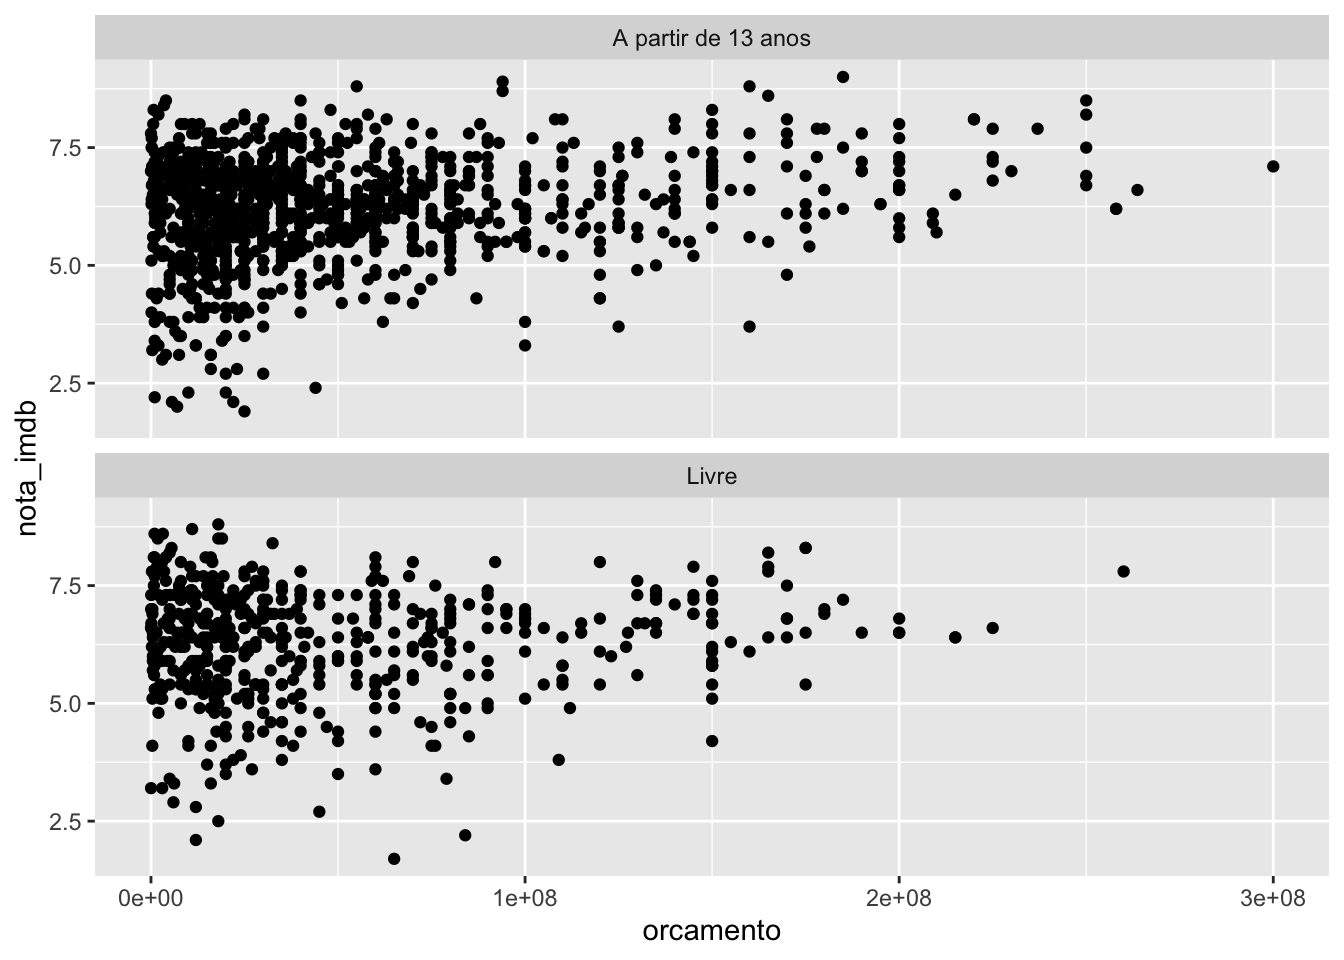 A partir de 13 anos
7.5
5.0
2.5
nota_imdb
Livre
7.5
5.0
2.5
0e+00 1e+08 2e+08 3e+08
orcamento